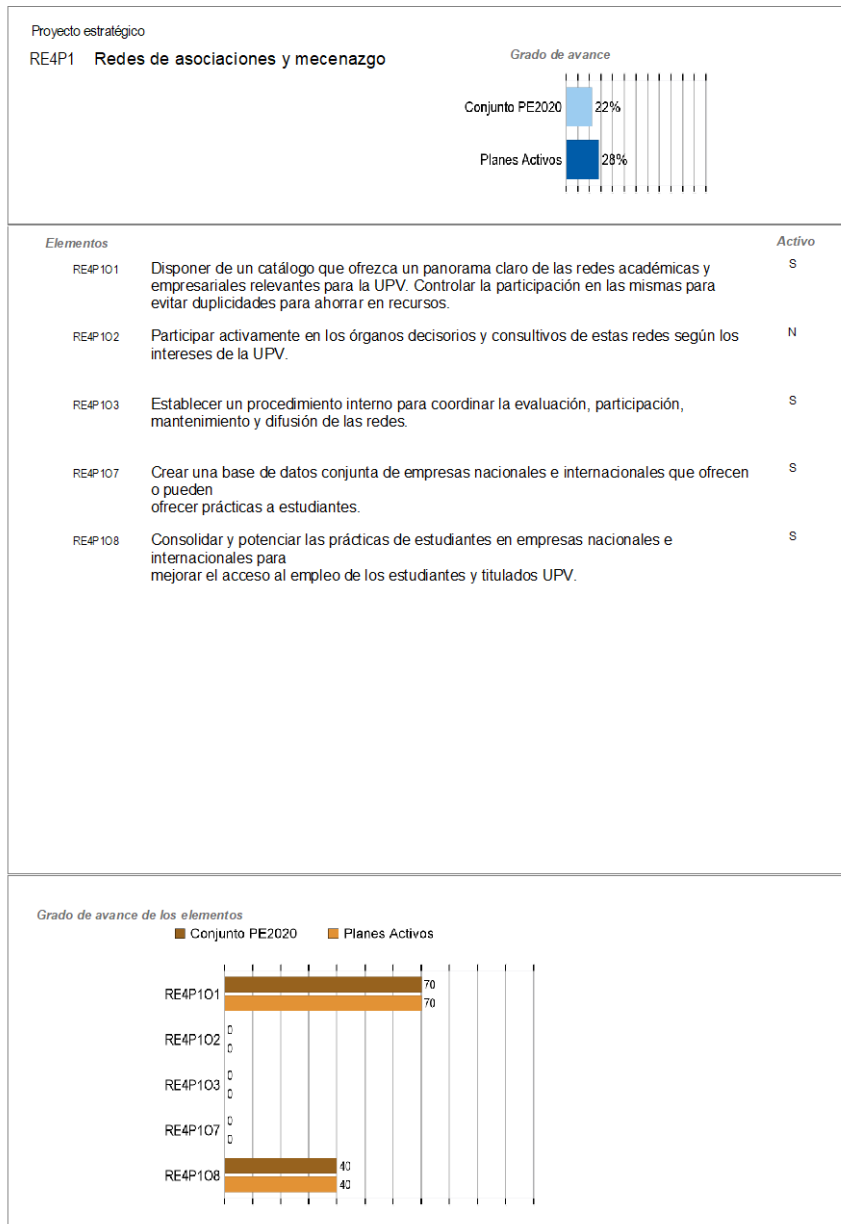 Proyecto estratégico
RE4P1 Redes de asociaciones y mecenazgo
Grado de avance
Conjunto PE2020 22%
Planes Activos 28%
Elementos Activo
RE4P1O1 Disponer de un catálogo que ofrezca un panorama claro de las redes académicas y S
empresariales relevantes para la UPV. Controlar la participación en las mismas para
evitar duplicidades para ahorrar en recursos.
RE4P1O2 Participar activamente en los órganos decisorios y consultivos de estas redes según los N
intereses de la UPV.
RE4P1O3 Establecer un procedimiento interno para coordinar la evaluación, participación, S
mantenimiento y difusión de las redes.
RE4P1O7 Crear una base de datos conjunta de empresas nacionales e internacionales que ofrecen S
o pueden
ofrecer prácticas a estudiantes.
RE4P1O8 Consolidar y potenciar las prácticas de estudiantes en empresas nacionales e S
internacionales para
mejorar el acceso al empleo de los estudiantes y titulados UPV.
Grado de avance de los elementos
Conjunto PE2020 Planes Activos
RE4P1O1 70
70
RE4P1O2 0
0
RE4P1O3 0
0
RE4P1O7 0
0
RE4P1O8 40
40